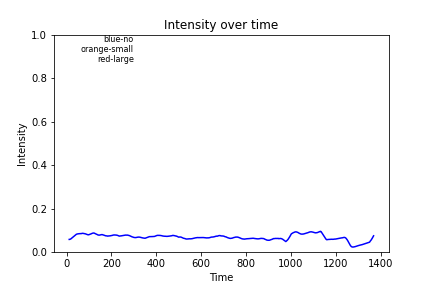 Intensity over time
1.0
blue-no
orange-small
red-large
0.8
0.6
0.4
0.2
0.0
Intensity
0 200 400 600 800 1000 1200 1400
Time